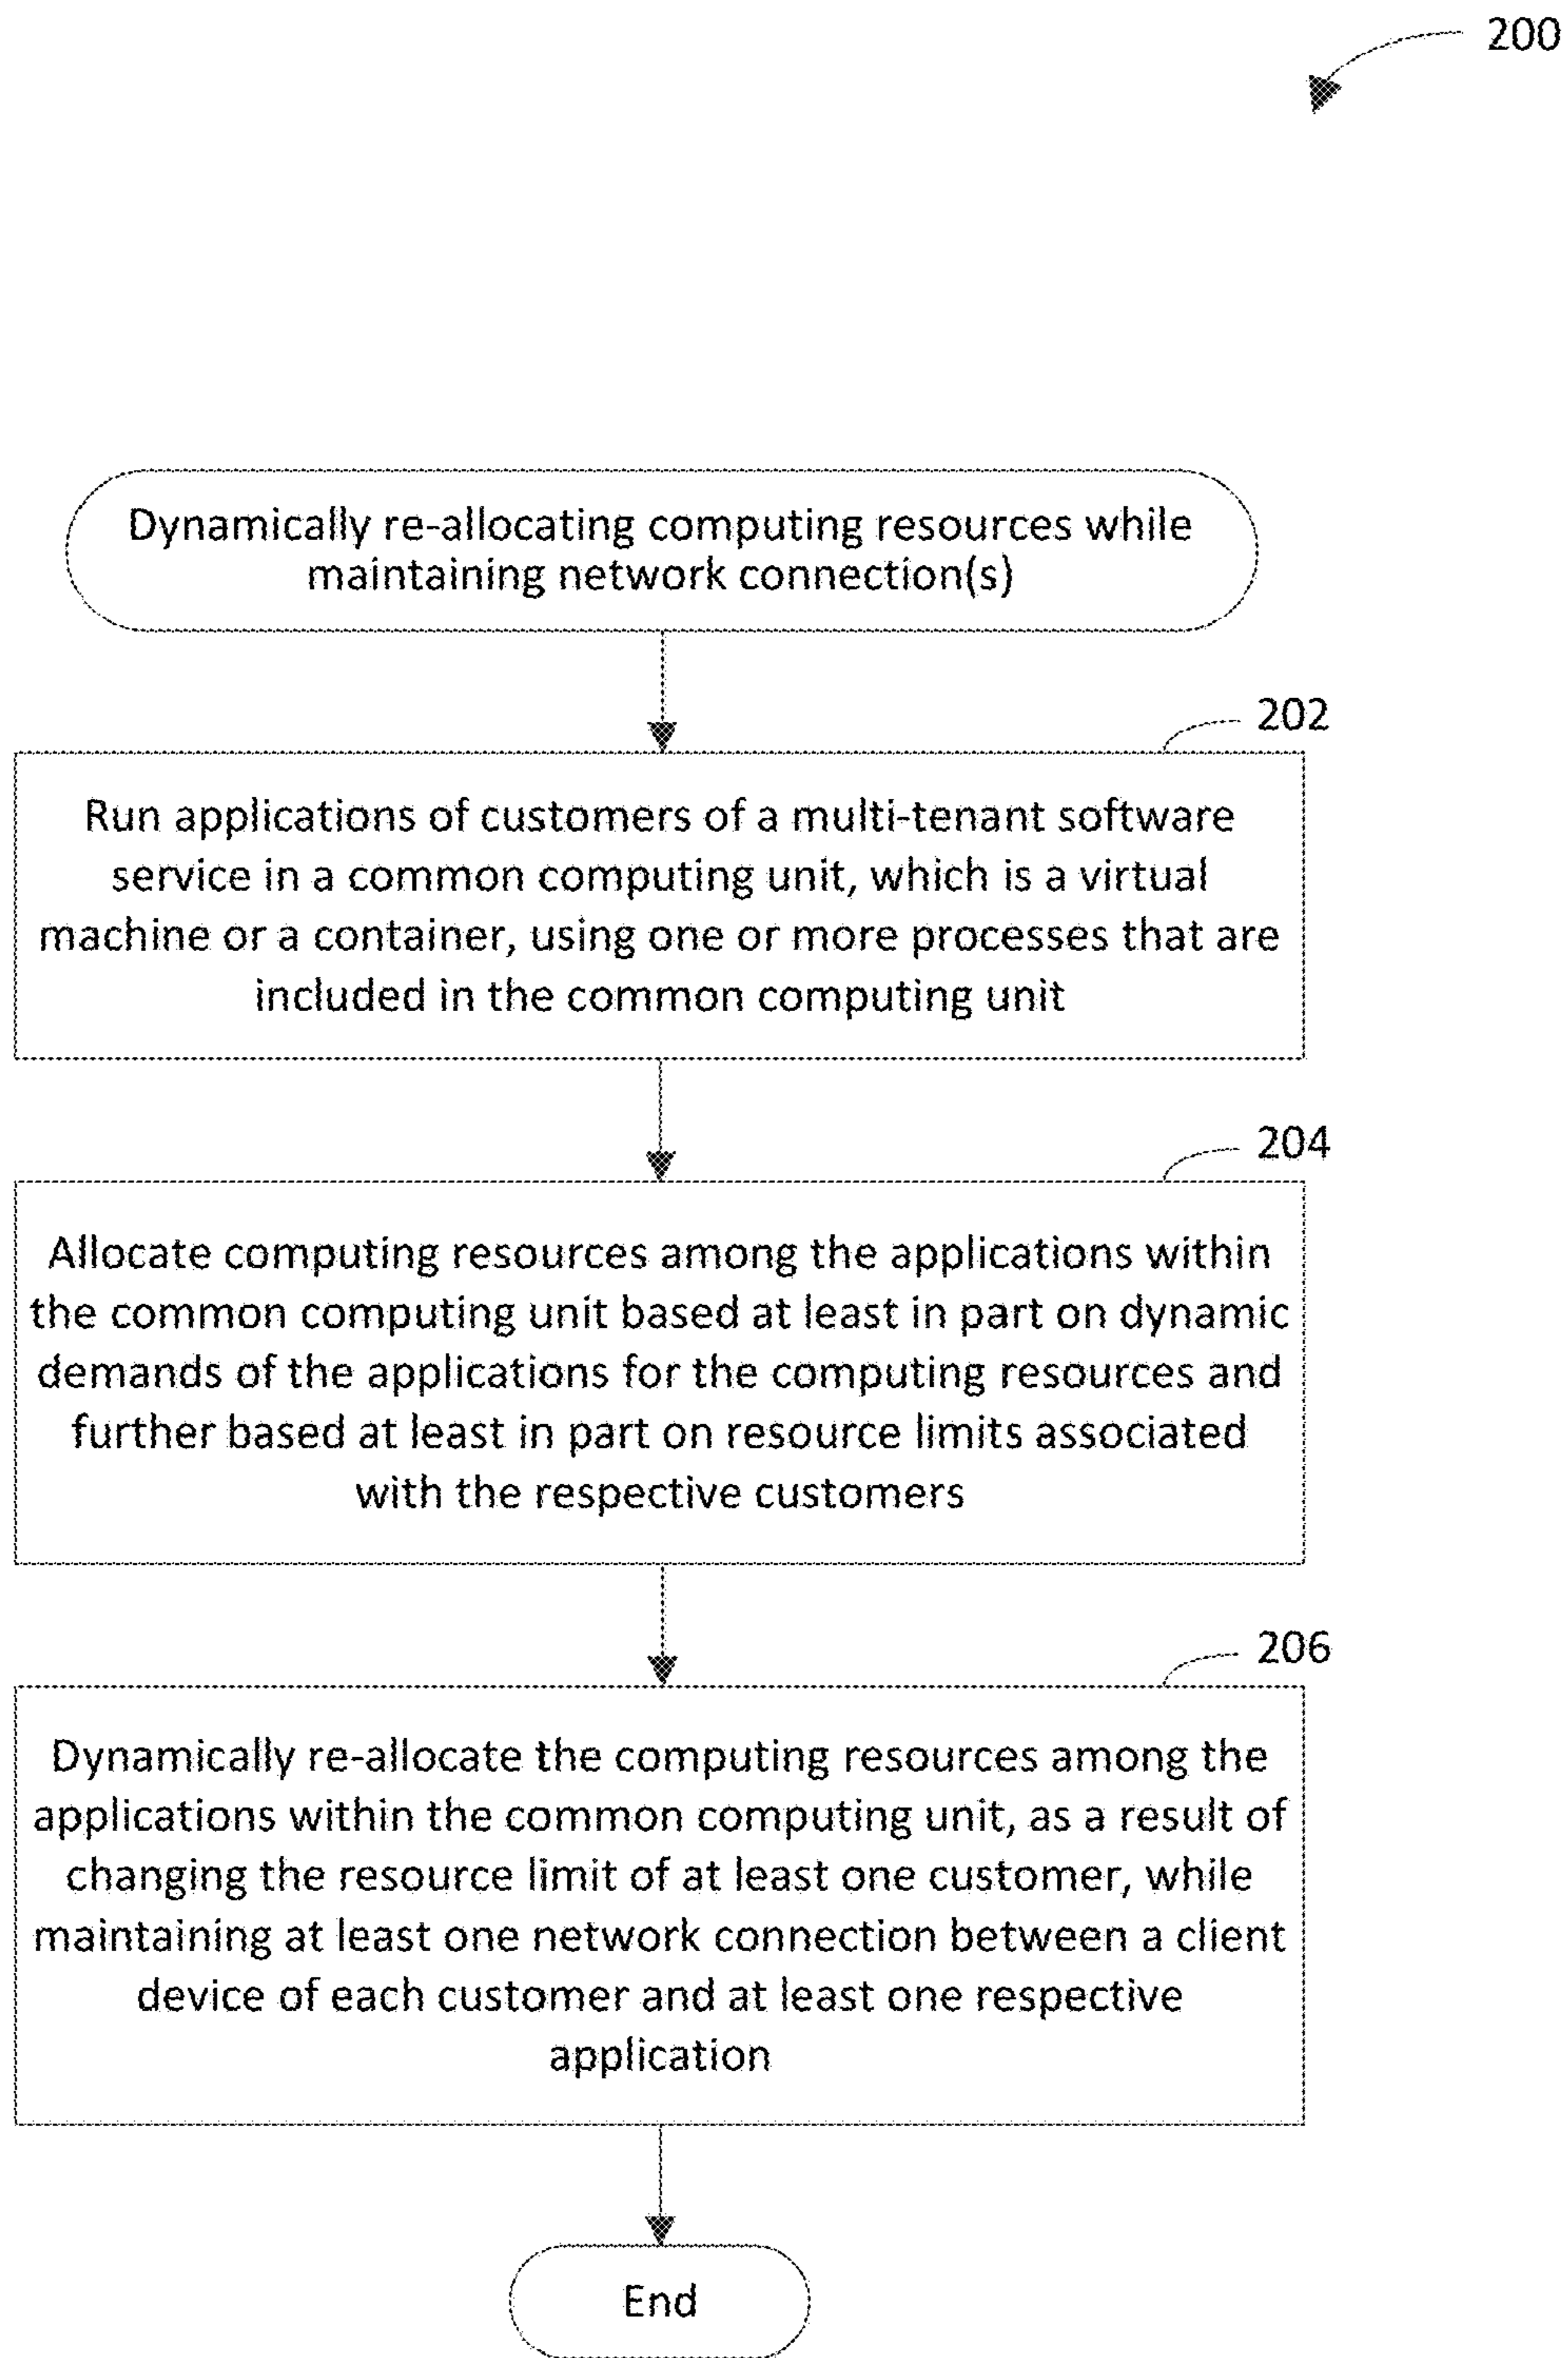 200
Dynamically re-allocating computing resources while
maintaining network connection(s)
202
Run applications of customers of a multi-tenant software
service in a common computing unit, which is a virtual
machine or a container, using one or more processes that are
included in the common computing unit
204
Allocate computing resources among the applications within
the common computing unit based at least in part on dynamic
demands of the applications for the computing resources and
further based at least in part on resource limits associated
with the respective customers
206
Dynamically re-allocate the computing resources among the
applications within the common computing unit, as a result of
changing the resource limit of at least one customer, while
maintaining at least one network connection between a client
device of each customer and at least one respective
application
End